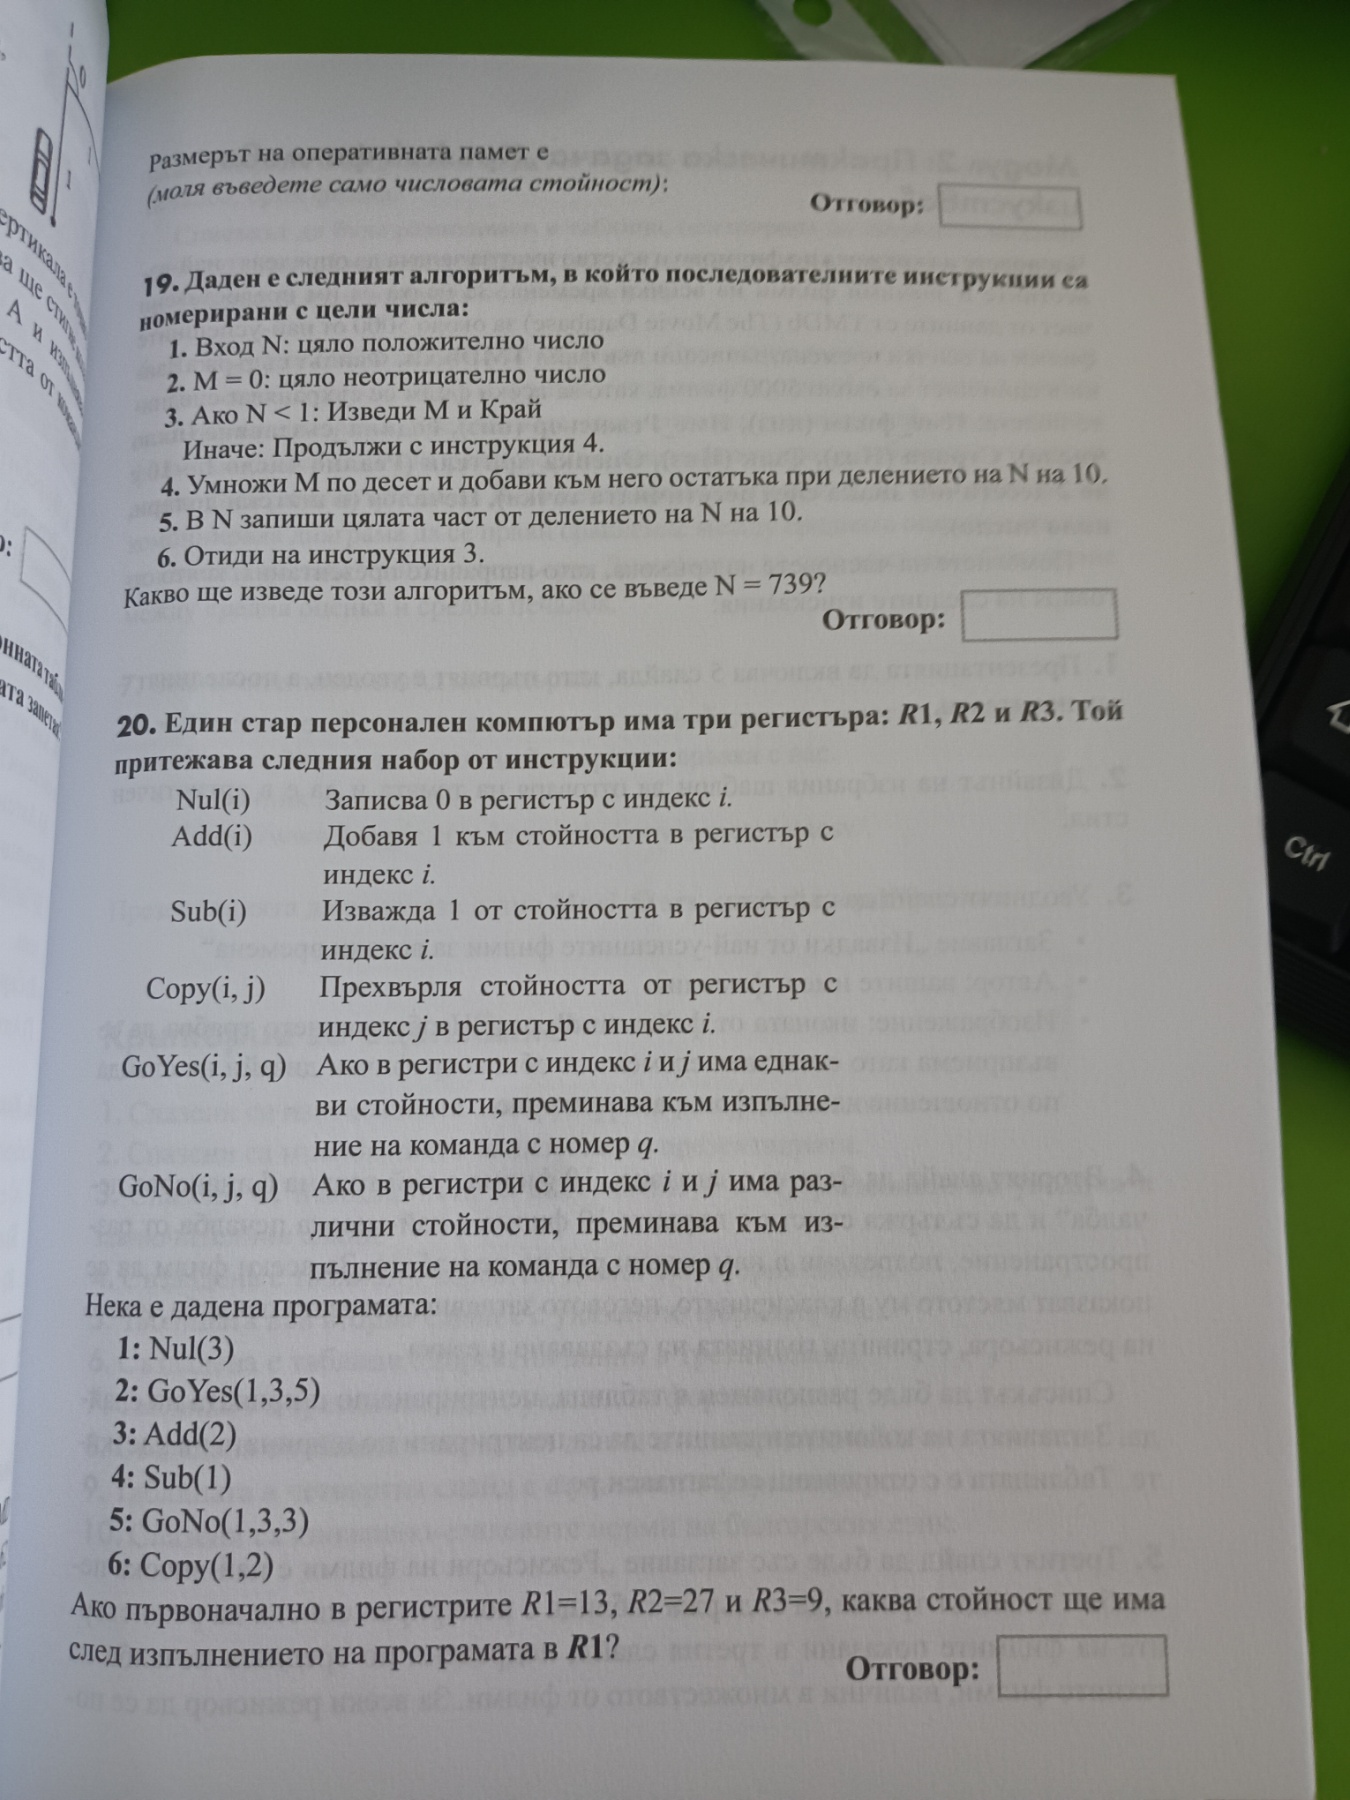 Размерът на оперативната памет е
(моля въведете само числовата стойност):
Отговор:
19. Даден е следният алгоритъм, в който последователните инструкции са
номерирани с цели числа:
1. Вход N: цяло положително число
2. M = 0: цяло неотрицателно число
3. Ако N < 1: Изведи M и Край
Иначе: Продължи с инструкция 4.
4. Умножи M по десет и добави към него остатъка при делението на N на 10.
5. В N запиши цялата част от делението на N на 10.
6. Отиди на инструкция 3.
Какво ще изведе този алгоритъм, ако се въведе N = 739?
Отговор:
20. Един стар персонален компютър има три регистъра: R1, R2 и R3. Той
притежава следния набор от инструкции:
Nul(i) Записва 0 в регистър с индекс i.
Add(i) Добавя 1 към стойността в регистър с
индекс i.
Sub(i) Изважда 1 от стойността в регистър с
индекс i.
Copy(i, j) Прехвърля стойността от регистър с
индекс j в регистър с индекс i.
GoYes(i, j, q) Ако в регистри с индекс i и j има еднак-
ви стойности, преминава към изпълне-
ние на команда с номер q.
GoNo(i, j, q) Ако в регистри с индекс i и j има раз-
лични стойности, преминава към из-
пълнение на команда с номер q.
Нека е дадена програмата:
1: Nul(3)
2: GoYes(1,3,5)
3: Add(2)
4: Sub(1)
5: GoNo(1,3,3)
6: Copy(1,2)
Ако първоначално в регистрите R1=13, R2=27 и R3=9, каква стойност ще има
след изпълнението на програмата в R1?
Отговор:
Ctrl